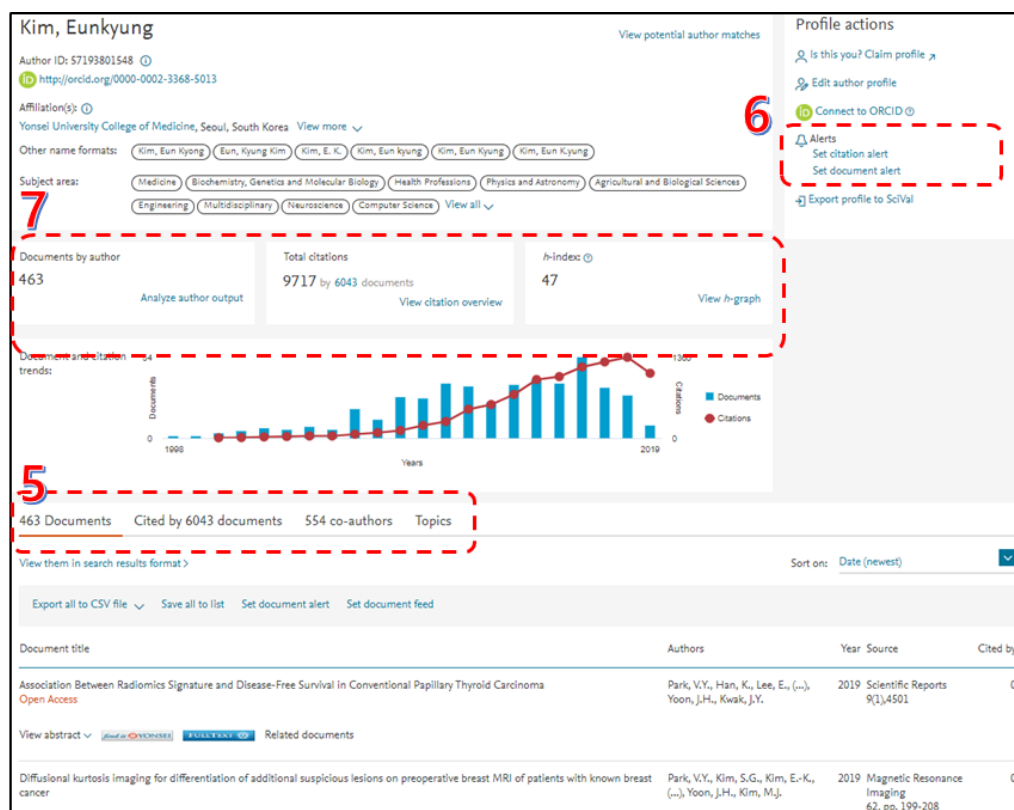 Kim, Eunkyung
View potential author matches
Author ID: 57193801548
iD http://orcid.org/0000-0002-3368-5013
Affiliation(s):
Yonsei University College of Medicine, Seoul, South Korea View more
Other name formats: Kim, Eun Kyong Eun, Kyung Kim Kim, E. K. Kim, Eun kyung Kim, Eun Kyung Kim, Eun K.yung
Subject area: Medicine Biochemistry, Genetics and Molecular Biology Health Professions Physics and Astronomy Agricultural and Biological Sciences
Engineering Multidisciplinary Neuroscience Computer Science View all
Profile actions
Is this you? Claim profile
Edit author profile
iD Connect to ORCID
6
Alerts
Set citation alert
Set document alert
Export profile to SciVal
7
Documents by author
463
Analyze author output
Total citations
9717 by 6043 documents
View citation overview
h-index:
47
View h-graph
Document and citation
trends:
54
Documents
0
1998
Years
2019
Citations
0
Documents
Citations
5
463 Documents Cited by 6043 documents 554 co-authors Topics
View them in search results format >
Sort on: Date (newest)
Export all to CSV file Save all to list Set document alert Set document feed
Document title Authors Year Source Cited by
Association Between Radiomics Signature and Disease-Free Survival in Conventional Papillary Thyroid Carcinoma
Open Access
Park, V.Y., Han, K., Lee, E., (...),
Yoon, J.H., Kwak, J.Y.
2019 Scientific Reports
9(1),4501
0
View abstract find it @YONSEI FULLTEXT Related documents
Diffusional kurtosis imaging for differentiation of additional suspicious lesions on preoperative breast MRI of patients with known breast
cancer
Park, V.Y., Kim, S.G., Kim, E.-K.,
(...), Yoon, J.H., Kim, M.J.
2019 Magnetic Resonance
Imaging
62, pp. 199-208
0